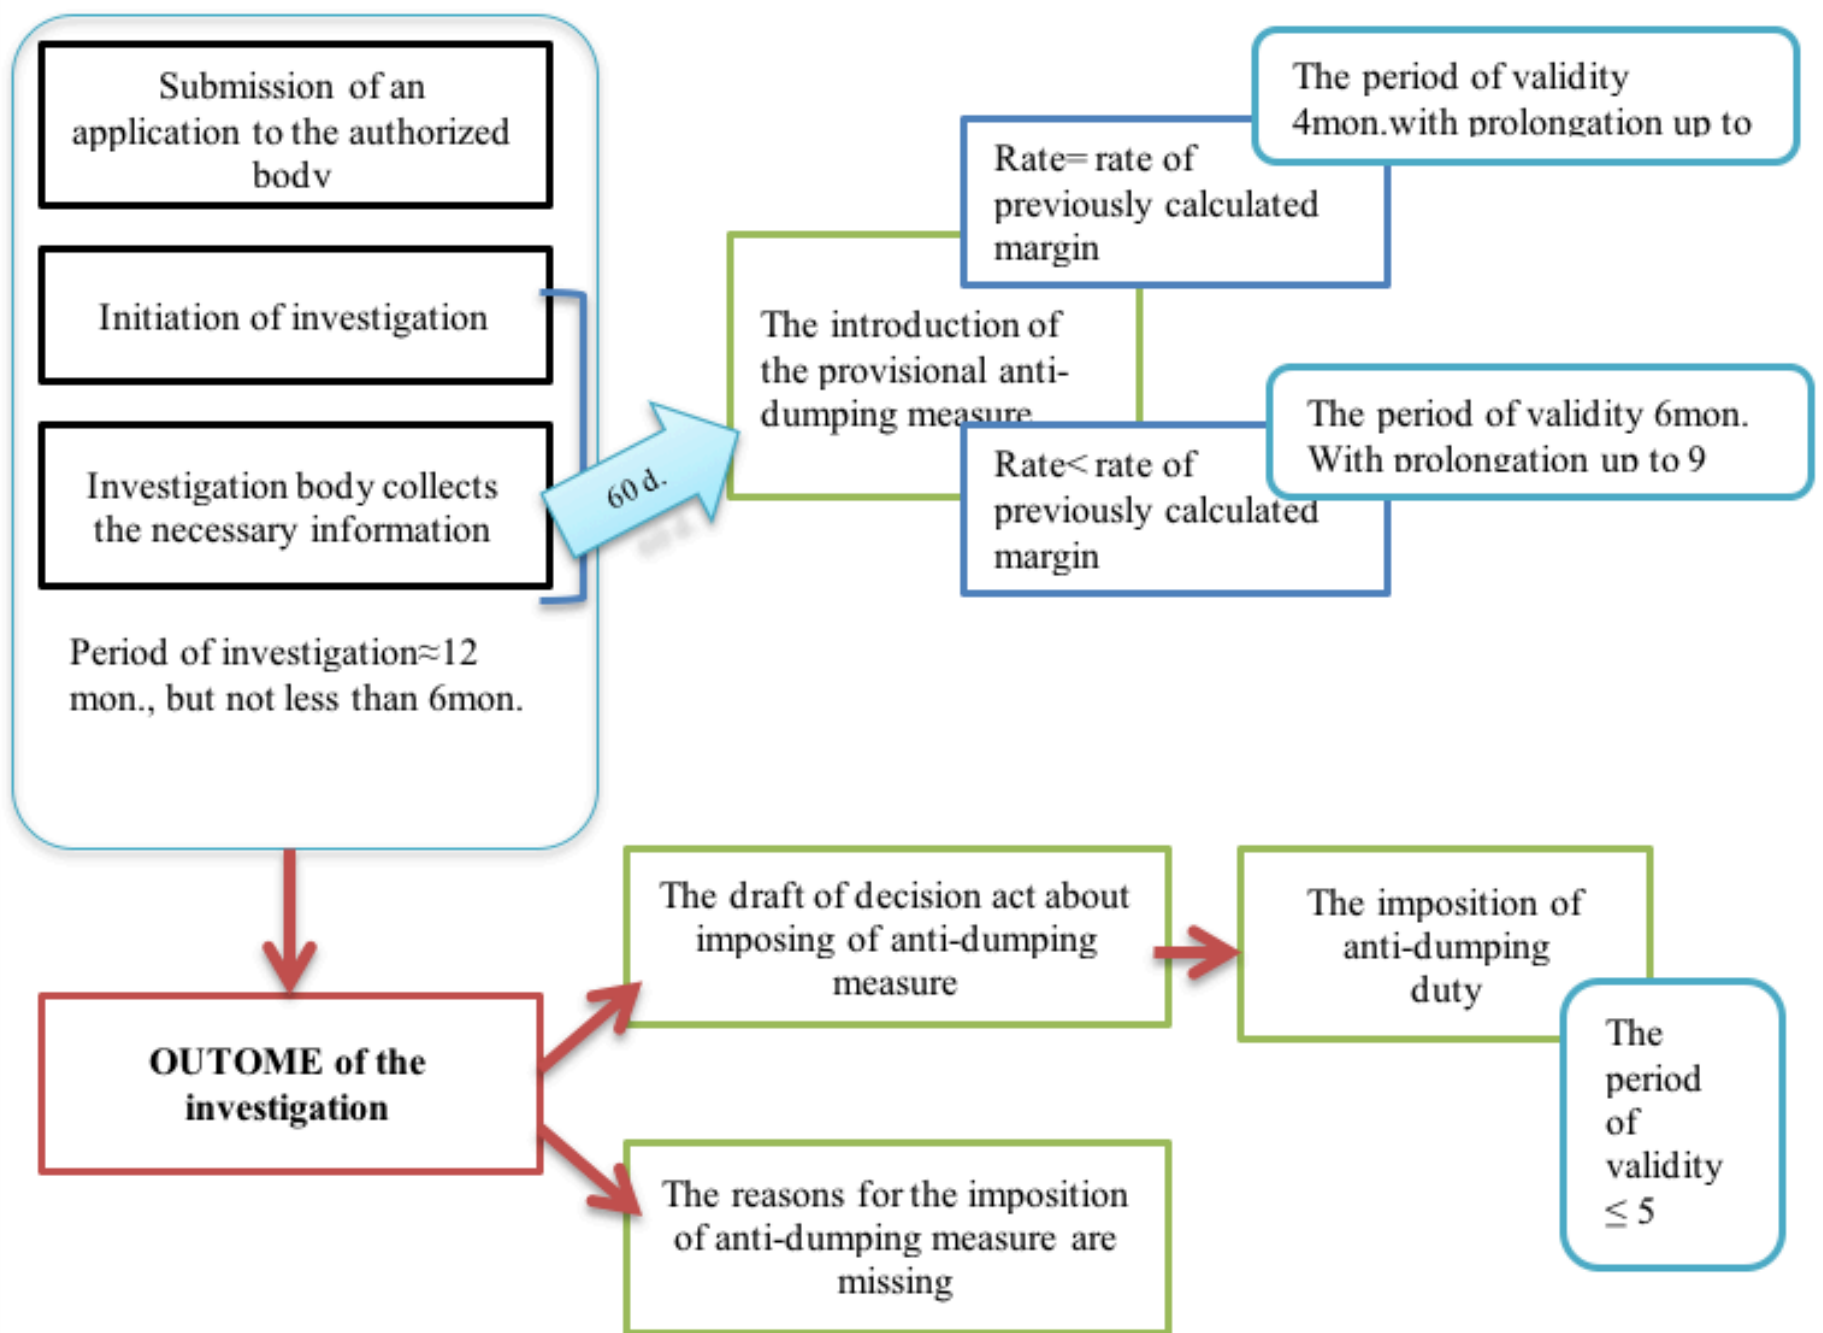 Submission of an
application to the authorized
body
Initiation of investigation
Investigation body collects
the necessary information
Period of investigation≈12
mon., but not less than 6mon.
60 d.
The introduction of
the provisional anti-
dumping measure
Rate= rate of
previously calculated
margin
The period of validity
4mon.with prolongation up to
Rate< rate of
previously calculated
margin
The period of validity 6mon.
With prolongation up to 9
OUTOME of the
investigation
The draft of decision act about
imposing of anti-dumping
measure
The imposition of
anti-dumping
duty
The
period
of
validity
≤ 5
The reasons for the imposition
of anti-dumping measure are
missing